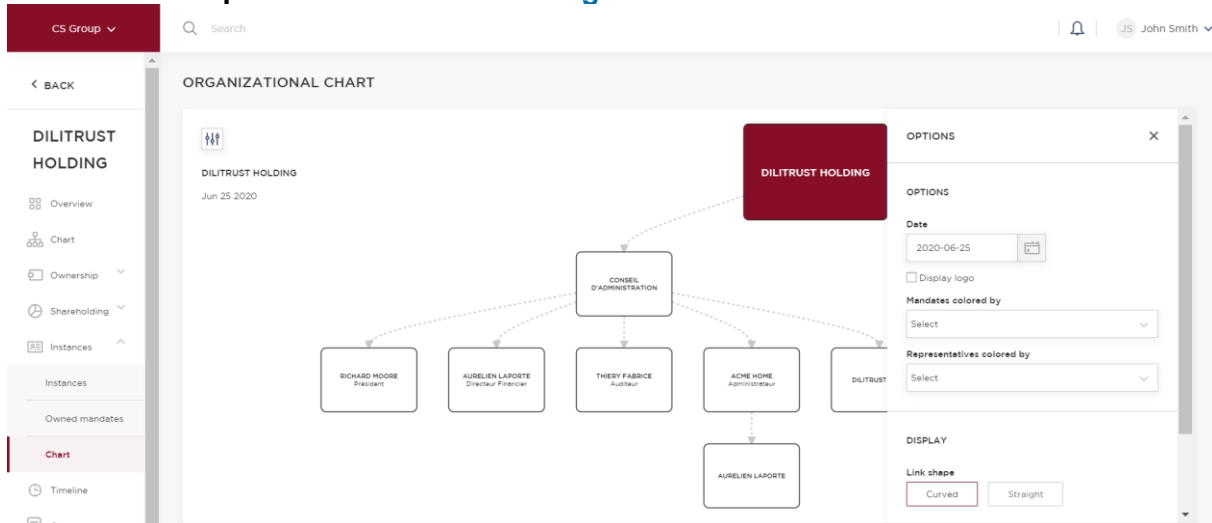 CS Group
Search
JS John Smith
BACK
ORGANIZATIONAL CHART
DILITRUST
HOLDING
Overview
Chart
Ownership
Shareholding
Instances
Instances
Owned mandates
Chart
Timeline
DILITRUST HOLDING
Jun 25 2020
DILITRUST HOLDING
CONSEIL
D'ADMINISTRATION
RICHARD MOORE
Président
AURELIEN LAPORTE
Directeur Financier
THIERY FABRICE
Auditeur
ACME HOME
Administrateur
DILITRUST
AURELIEN LAPORTE
OPTIONS
OPTIONS
Date
2020-06-25
Display logo
Mandates colored by
Select
Representatives colored by
Select
DISPLAY
Link shape
Curved
Straight